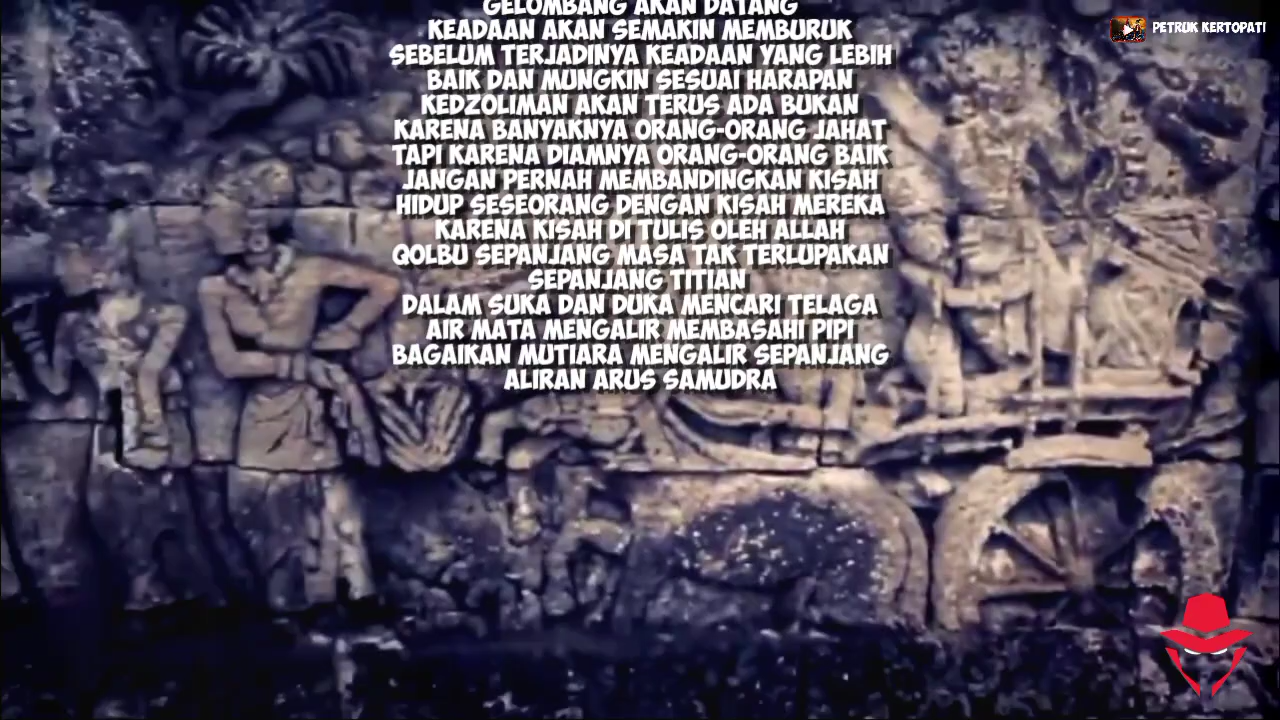 GELOMBANG AKAN DATANG
KEADAAN AKAN SEMAKIN MEMBURUK
SEBELUM TERJADINYA KEADAAN YANG LEBIH
BAIK DAN MUNGKIN SESUAI HARAPAN
KEDZOLIMAN AKAN TERUS ADA BUKAN
KARENA BANYAKNYA ORANG-ORANG JAHAT
TAPI KARENA DIAMNYA ORANG-ORANG BAIK
JANGAN PERNAH MEMBANDINGKAN KISAH
HIDUP SESEORANG DENGAN KISAH MEREKA
KARENA KISAH DI TULIS OLEH ALLAH
QOLBU SEPANJANG MASA TAK TERLUPAKAN
SEPANJANG TITIAN
DALAM SUKA DAN DUKA MENCARI TELAGA
AIR MATA MENGALIR MEMBASAHI PIPI
BAGAIKAN MUTIARA MENGALIR SEPANJANG
ALIRAN ARUS SAMUDRA
PETRUK KERTOPATI